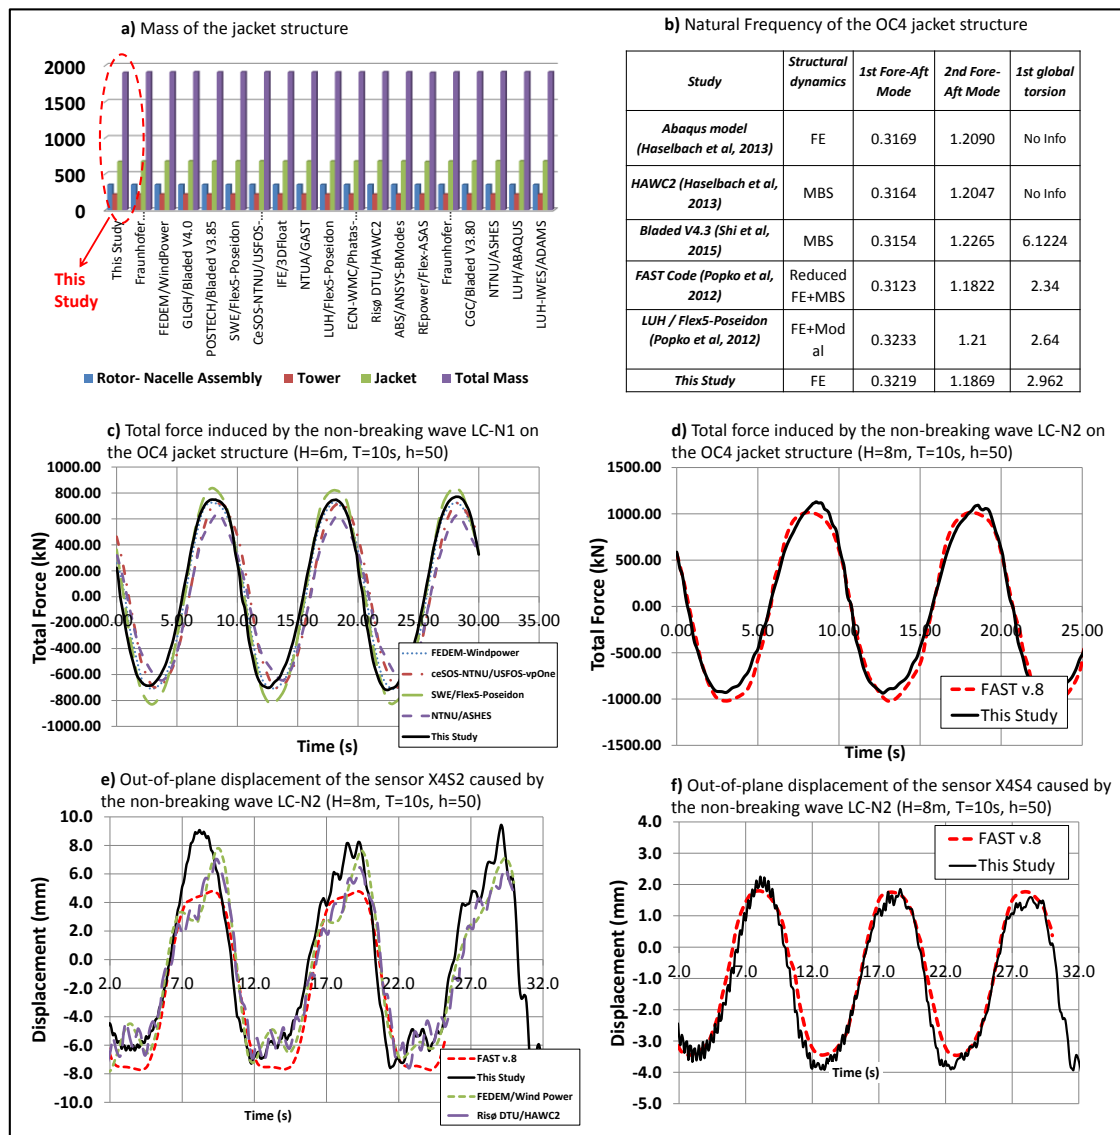 a) Mass of the jacket structure
2000
1500
1000
500
0
This Study
Fraunhofer…
FEDEM/WindPower
GLGH/Bladed V4.0
POSTECH/Bladed V3.85
SWE/Flex5-Poseidon
CeSOS-NTNU/USFOS-…
IFE/3DFloat
NTUA/GAST
LUH/Flex5-Poseidon
ECN-WMC/Phatas-…
Risø DTU/HAWC2
ABS/ANSYS-BModes
REpower/Flex-ASAS
Fraunhofer…
CGC/Bladed V3.80
NTNU/ASHES
LUH/ABAQUS
LUH-IWES/ADAMS
This
Study
Rotor- Nacelle Assembly Tower Jacket Total Mass
b) Natural Frequency of the OC4 jacket structure
Study Structural dynamics 1st Fore-Aft Mode 2nd Fore-Aft Mode 1st global torsion
Abaqus model (Haselbach et al, 2013) FE 0.3169 1.2090 No Info
HAWC2 (Haselbach et al, 2013) MBS 0.3164 1.2047 No Info
Bladed V4.3 (Shi et al, 2015) MBS 0.3154 1.2265 6.1224
FAST Code (Popko et al, 2012) Reduced FE+MBS 0.3123 1.1822 2.34
LUH / Flex5-Poseidon (Popko et al, 2012) FE+Modal 0.3233 1.21 2.64
This Study FE 0.3219 1.1869 2.962
c) Total force induced by the non-breaking wave LC-N1 on
the OC4 jacket structure (H=6m, T=10s, h=50)
Total Force (kN)
1000.00
800.00
600.00
400.00
200.00
0.00
-200.00
-400.00
-600.00
-800.00
-1000.00
0.00 5.00 10.00 15.00 20.00 25.00 30.00 35.00
FEDEM-Windpower
ceSOS-NTNU/USFOS-vpOne
SWE/Flex5-Poseidon
NTNU/ASHES
This Study
Time (s)
d) Total force induced by the non-breaking wave LC-N2 on
the OC4 jacket structure (H=8m, T=10s, h=50)
Total Force (kN)
1500.00
1000.00
500.00
0.00
-500.00
-1000.00
-1500.00
0.00 5.00 10.00 15.00 20.00 25.00
FAST v.8
This Study
Time (s)
e) Out-of-plane displacement of the sensor X4S2 caused by
the non-breaking wave LC-N2 (H=8m, T=10s, h=50)
Displacement (mm)
10.0
8.0
6.0
4.0
2.0
0.0
-2.0
-4.0
-6.0
-8.0
-10.0
2.0 7.0 12.0 17.0 22.0 27.0 32.0
FAST v.8
This Study
FEDEM/Wind Power
Risø DTU/HAWC2
Time (s)
f) Out-of-plane displacement of the sensor X4S4 caused by
the non-breaking wave LC-N2 (H=8m, T=10s, h=50)
Displacement (mm)
4.0
3.0
2.0
1.0
0.0
-1.0
-2.0
-3.0
-4.0
-5.0
2.0 7.0 12.0 17.0 22.0 27.0 32.0
FAST v.8
This Study
Time (s)